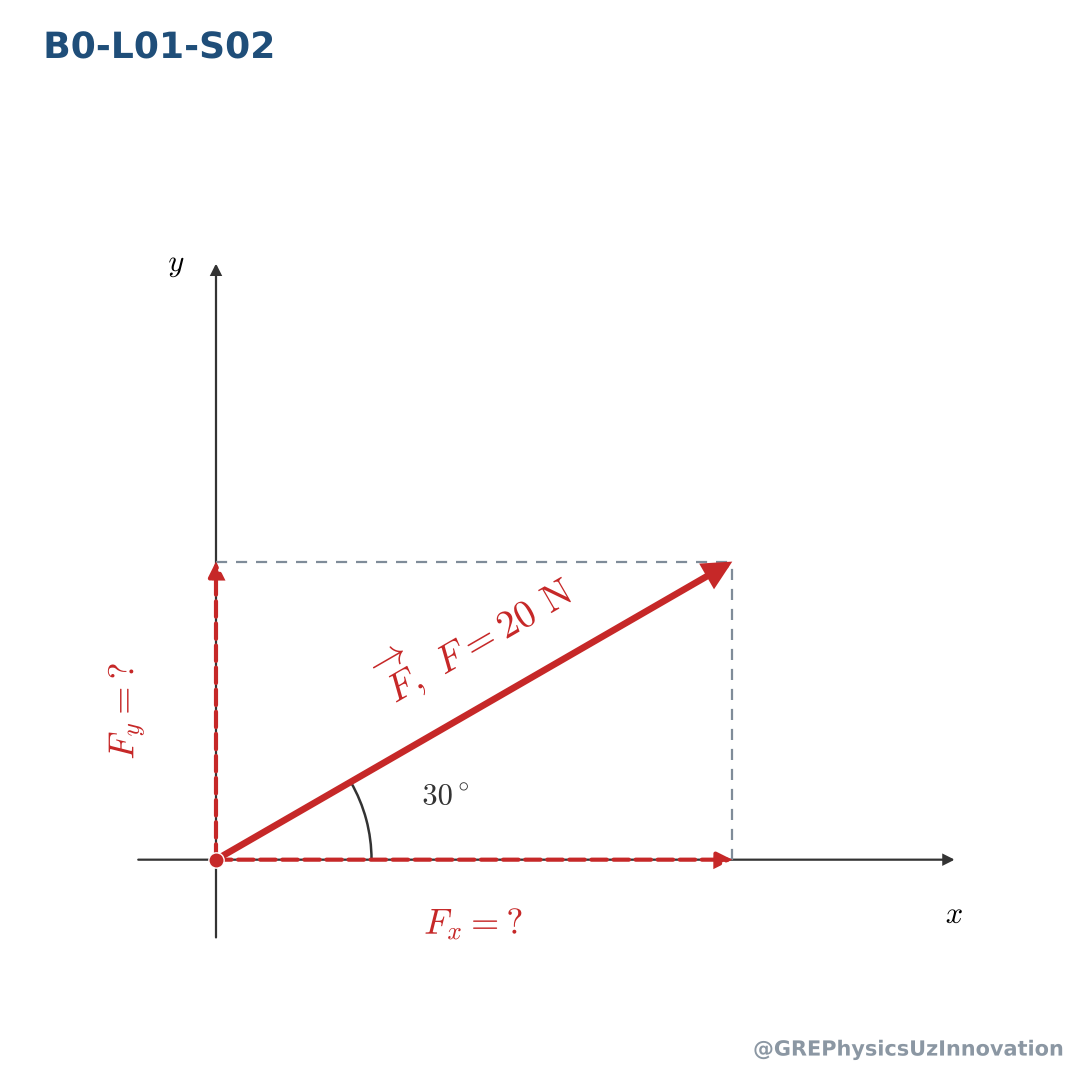 B0-L01-S02
y
F⃗, F = 20 N
F_y = ?
30°
F_x = ?
x
@GREPhysicsUzInnovation